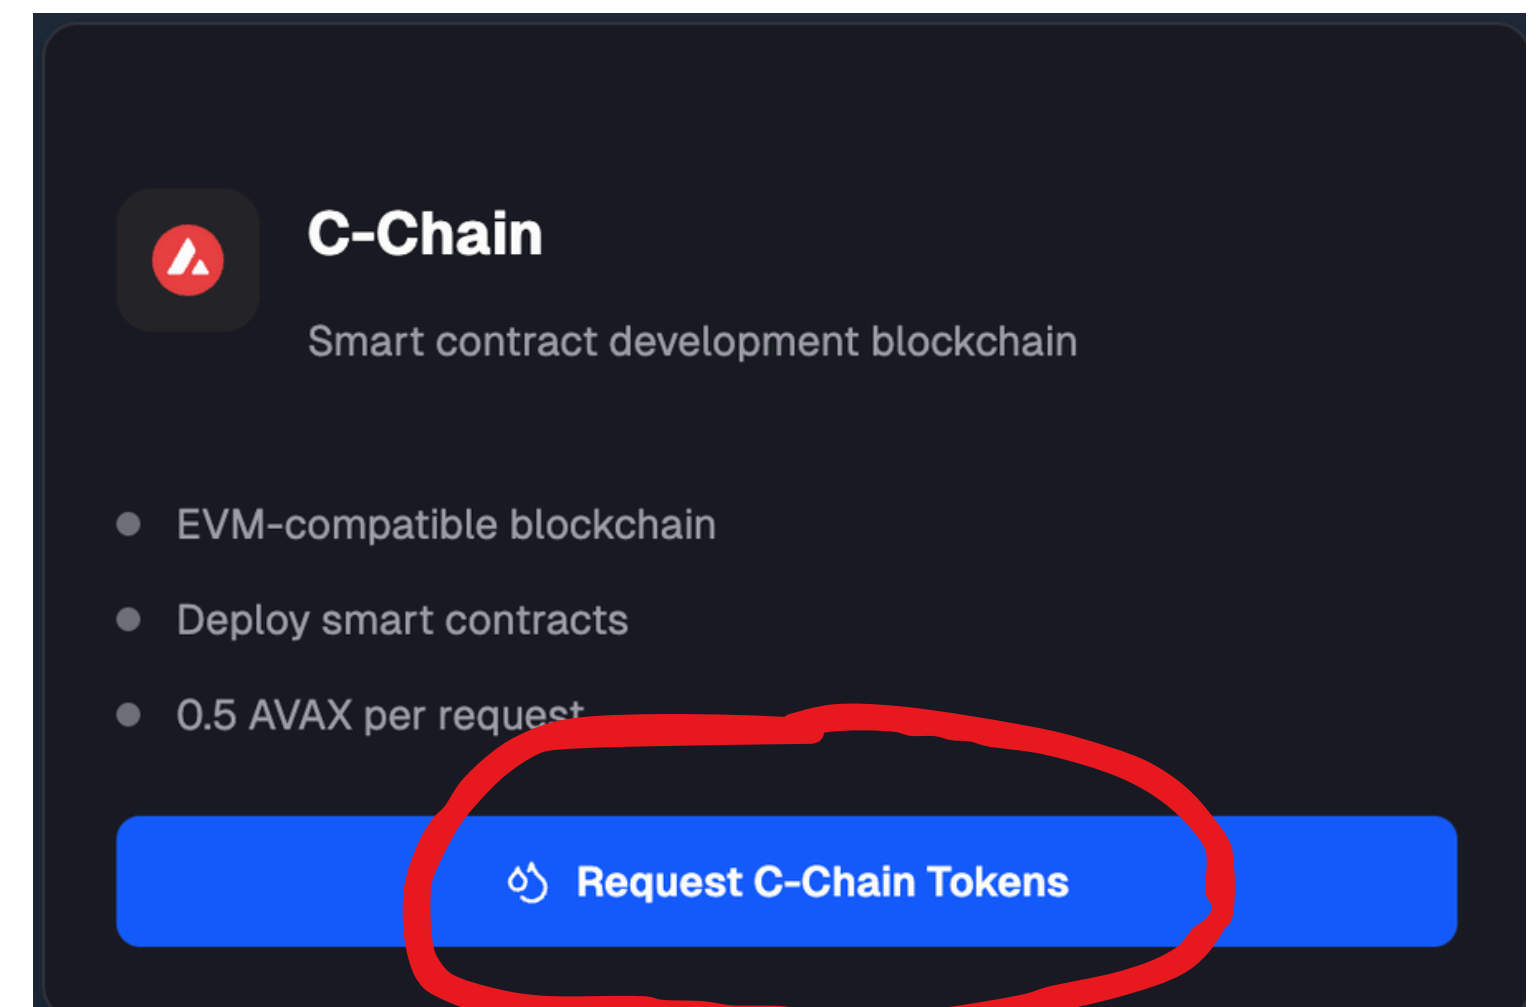 C-Chain
Smart contract development blockchain
EVM-compatible blockchain
Deploy smart contracts
0.5 AVAX per request
Request C-Chain Tokens